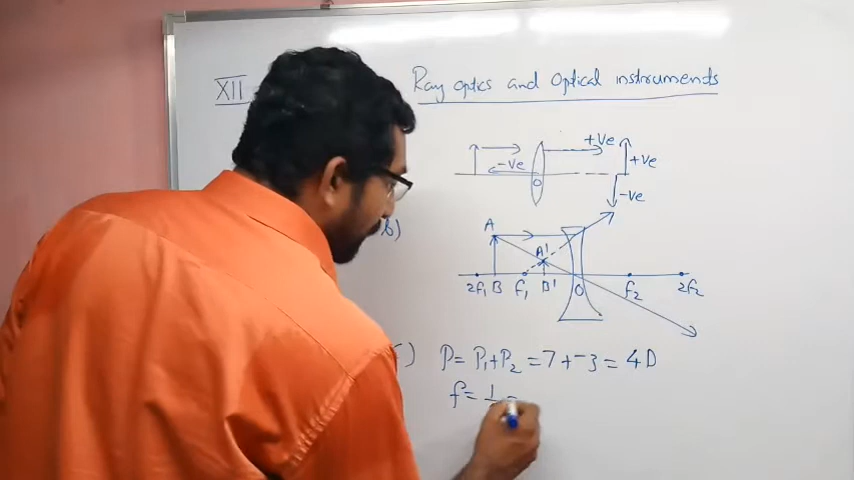 XII
Ray optics and Optical instruments
+ve
-ve
+ve
O
-ve
b)
A
A'
2f₁ B f₁ B' O f₂ 2f₂
c) P = P₁+P₂ = 7 + -3 = 4D
f = 1 =